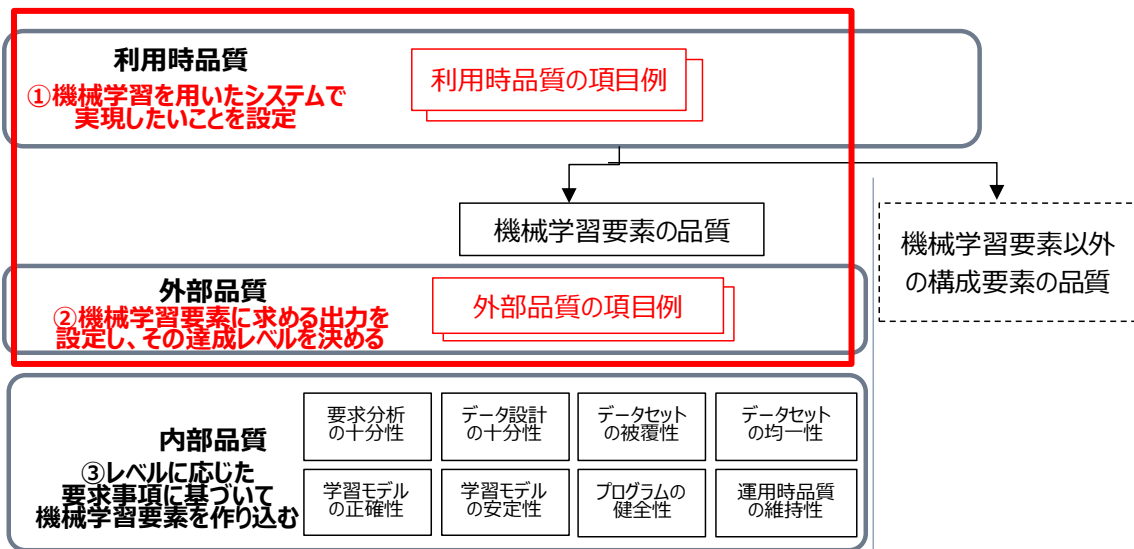 利用時品質
①機械学習を用いたシステムで
実現したいことを設定
利用時品質の項目例
機械学習要素の品質
機械学習要素以外
の構成要素の品質
外部品質
②機械学習要素に求める出力を
設定し、その達成レベルを決める
外部品質の項目例
内部品質
③レベルに応じた
要求事項に基づいて
機械学習要素を作り込む
要求分析
の十分性
データ設計
の十分性
データセット
の被覆性
データセット
の均一性
学習モデル
の正確性
学習モデル
の安定性
プログラムの
健全性
運用時品質
の維持性